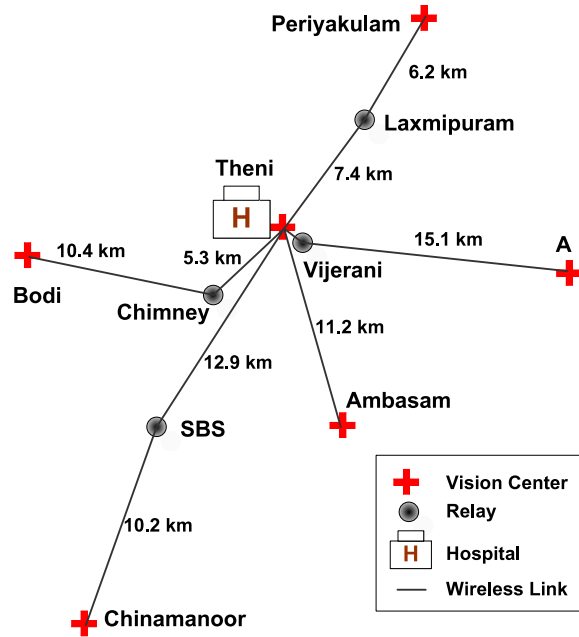 Periyakulam
6.2 km
Laxmipuram
Theni
7.4 km
H
10.4 km
5.3 km
15.1 km
A
Vijerani
Bodi
Chimney
11.2 km
12.9 km
Ambasam
SBS
Vision Center
10.2 km
Relay
H
Hospital
Wireless Link
Chinamanoor